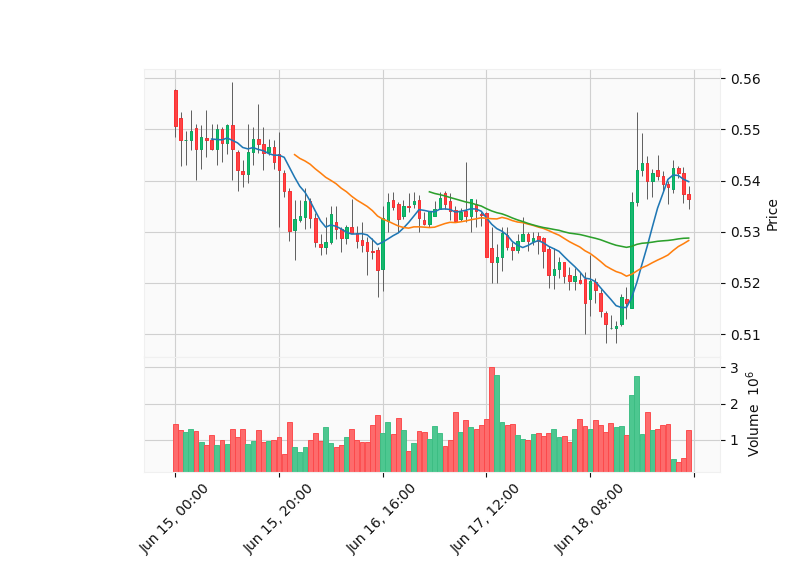 0.56
0.55
0.54
0.53
0.52
0.51
Price
3
2
1
Volume 10^6
Jun 15, 00:00
Jun 15, 20:00
Jun 16, 16:00
Jun 17, 12:00
Jun 18, 08:00